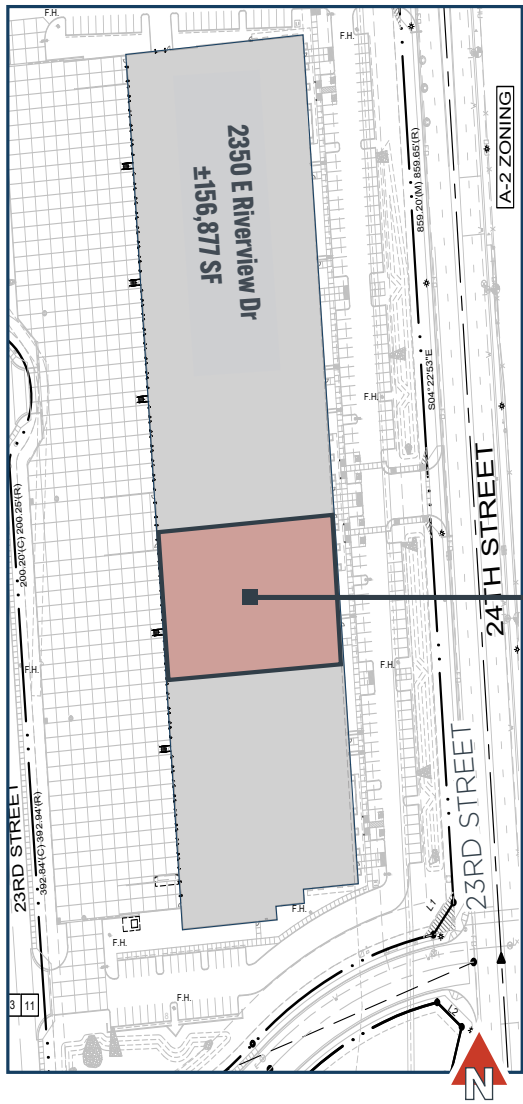 F.H.
F.H.
2350 E Riverview Dr
±156,877 SF
859.20'(M) 859.65'(R)
A-2 ZONING
S04°22'53"E
F.H.
24TH STREET
200.20'(C) 200.25'(R)
F.H.
F.H.
23RD STREET
392.84'(C) 392.94'(R)
23RD STREET
L1
F.H.
F.H.
F.H.
3 11
L2
N